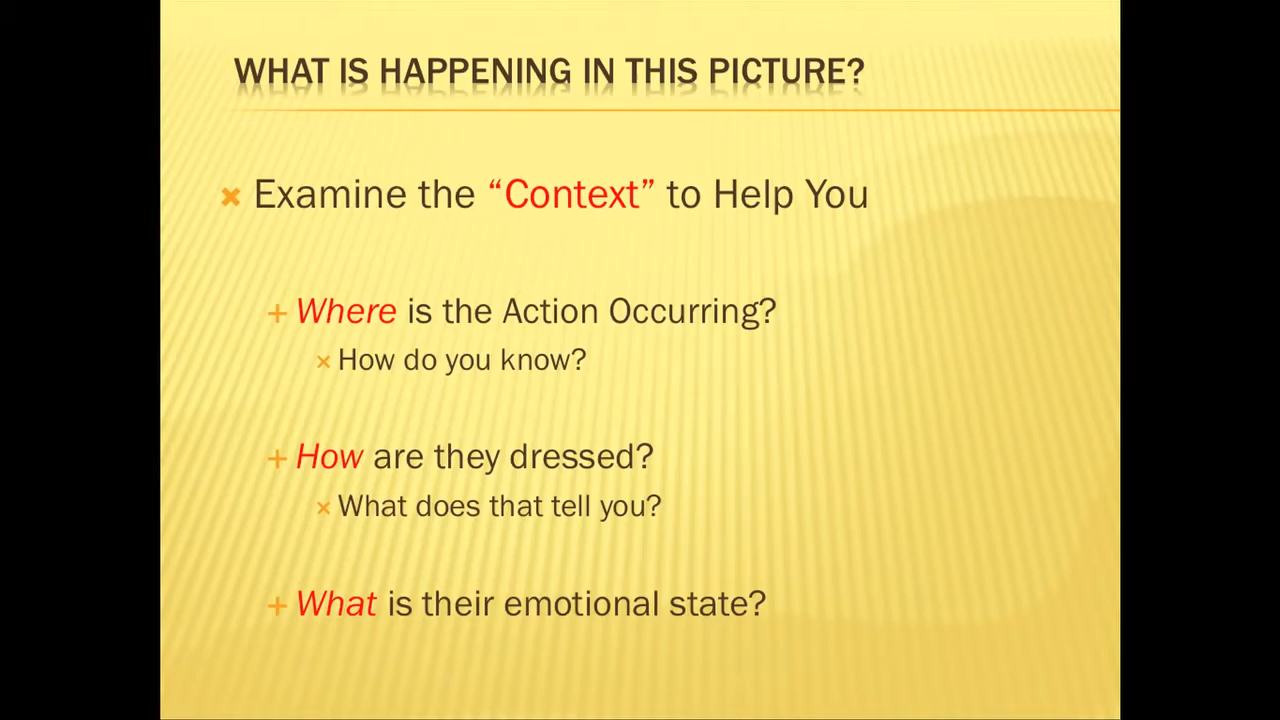 WHAT IS HAPPENING IN THIS PICTURE?
Examine the “Context” to Help You
Where is the Action Occurring?
How do you know?
How are they dressed?
What does that tell you?
What is their emotional state?